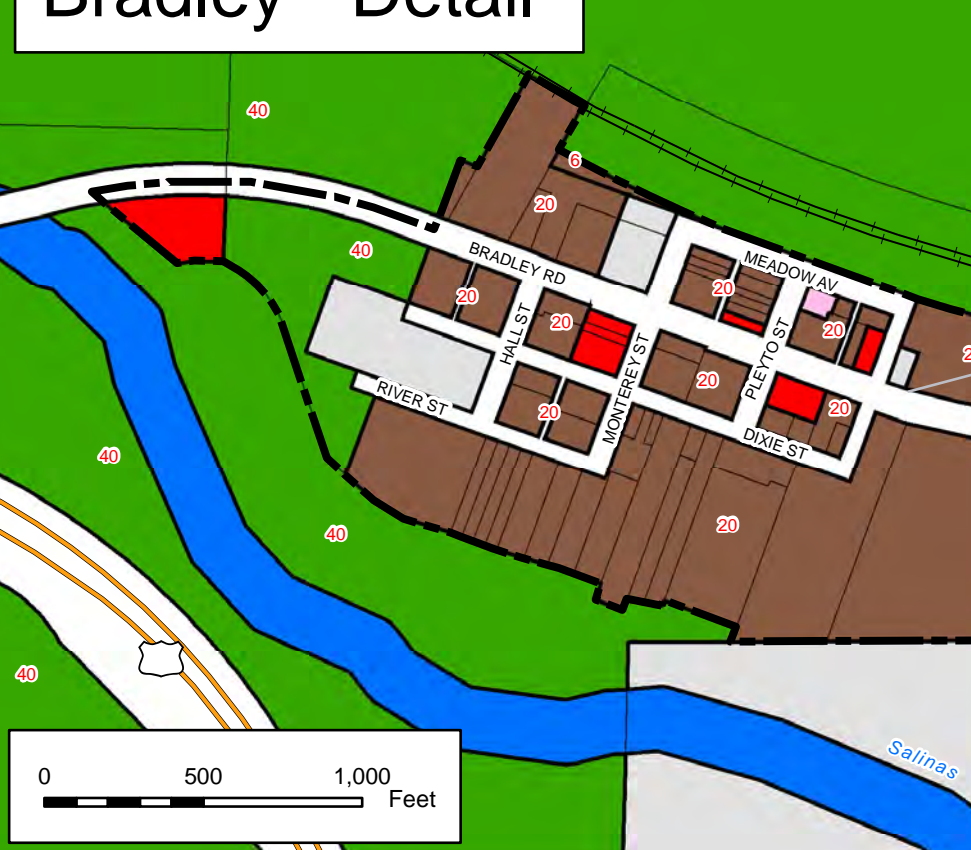 Bradley Detail
40
6
20
40
BRADLEY RD
MEADOW AV
20
20
20
20
HALL ST
MONTEREY ST
PLEYTO ST
20
RIVER ST
20
20
DIXIE ST
40
20
40
40
Salinas
0 500 1,000
Feet